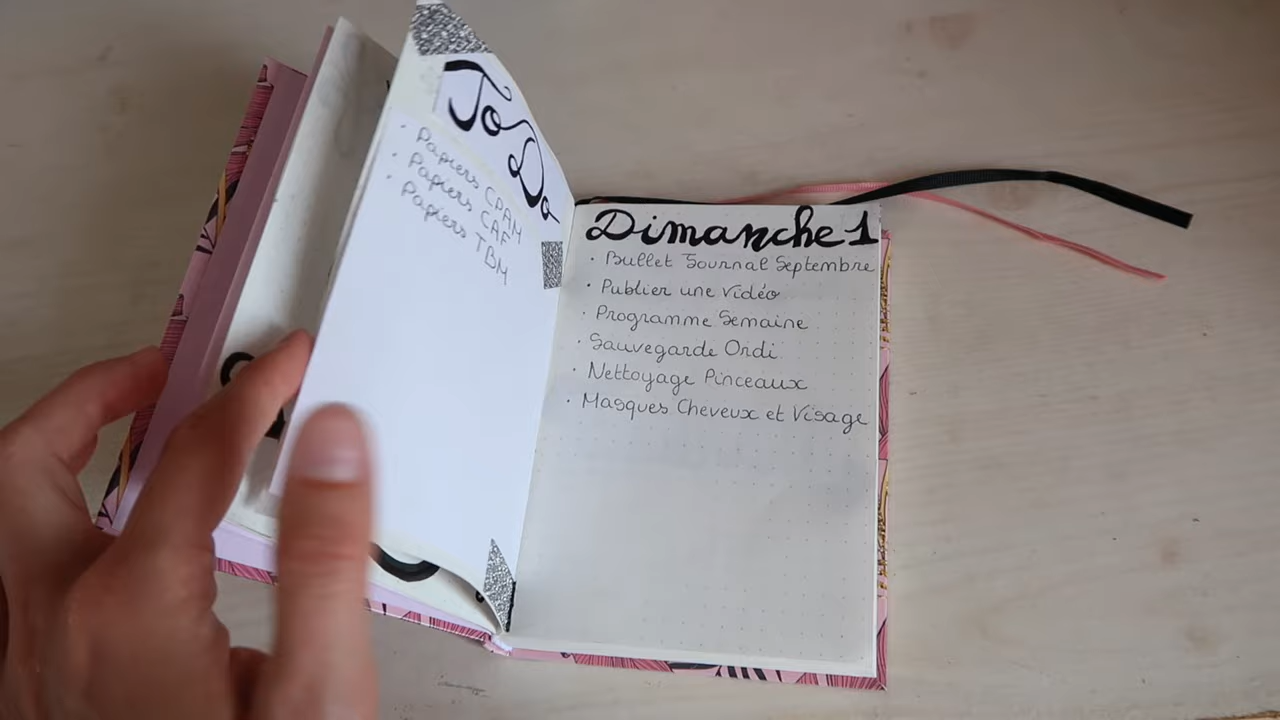 To Do
· Papiers CPAM
· Papiers CAF
· Papiers TBM
Dimanche 1
· Bullet Journal Septembre
· Publier une vidéo
· Programme Semaine
· Sauvegarde Ordi
· Nettoyage Pinceaux
· Masques Cheveux et Visage